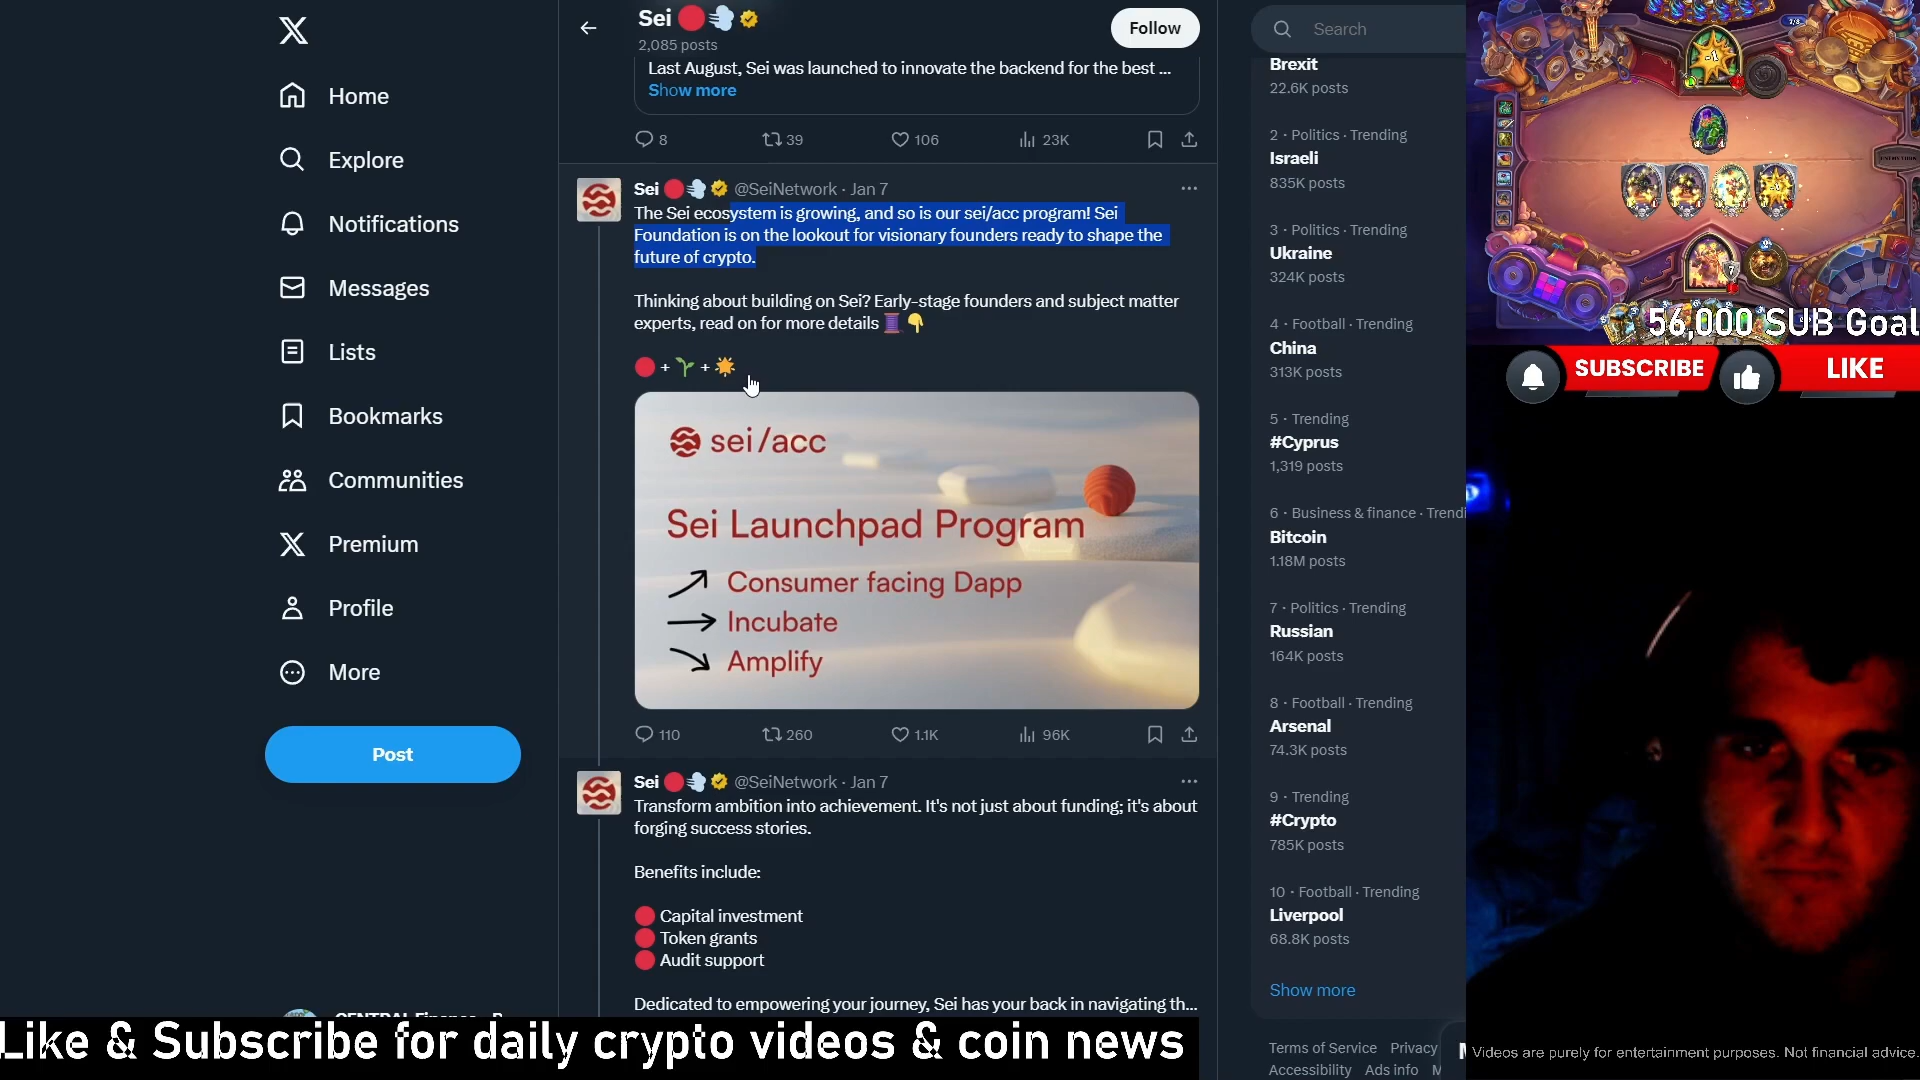 Home
Explore
Notifications
Messages
Lists
Bookmarks
Communities
Premium
Profile
More
Post
Sei
2,085 posts
Follow
Last August, Sei was launched to innovate the backend for the best ...
Show more
8 39 106 23K
Sei @SeiNetwork · Jan 7
The Sei ecosystem is growing, and so is our sei/acc program! Sei
Foundation is on the lookout for visionary founders ready to shape the
future of crypto.
Thinking about building on Sei? Early-stage founders and subject matter
experts, read on for more details 🧵👇
🔴 + 🌱 + ☀️
sei/acc
Sei Launchpad Program
Consumer facing Dapp
Incubate
Amplify
110 260 1.1K 96K
Sei @SeiNetwork · Jan 7
Transform ambition into achievement. It's not just about funding; it's about
forging success stories.
Benefits include:
🔴 Capital investment
🔴 Token grants
🔴 Audit support
Dedicated to empowering your journey, Sei has your back in navigating th...
Search
Brexit
22.6K posts
2 · Politics · Trending
Israeli
835K posts
3 · Politics · Trending
Ukraine
324K posts
4 · Football · Trending
China
313K posts
5 · Trending
#Cyprus
1,319 posts
6 · Business & finance · Trendi
Bitcoin
1.18M posts
7 · Politics · Trending
Russian
164K posts
8 · Football · Trending
Arsenal
74.3K posts
9 · Trending
#Crypto
785K posts
10 · Football · Trending
Liverpool
68.8K posts
Show more
Terms of Service Privacy
Accessibility Ads info M
-1
7
56,000 SUB Goal
SUBSCRIBE
LIKE
Like & Subscribe for daily crypto videos & coin news
Videos are purely for entertainment purposes. Not financial advice.